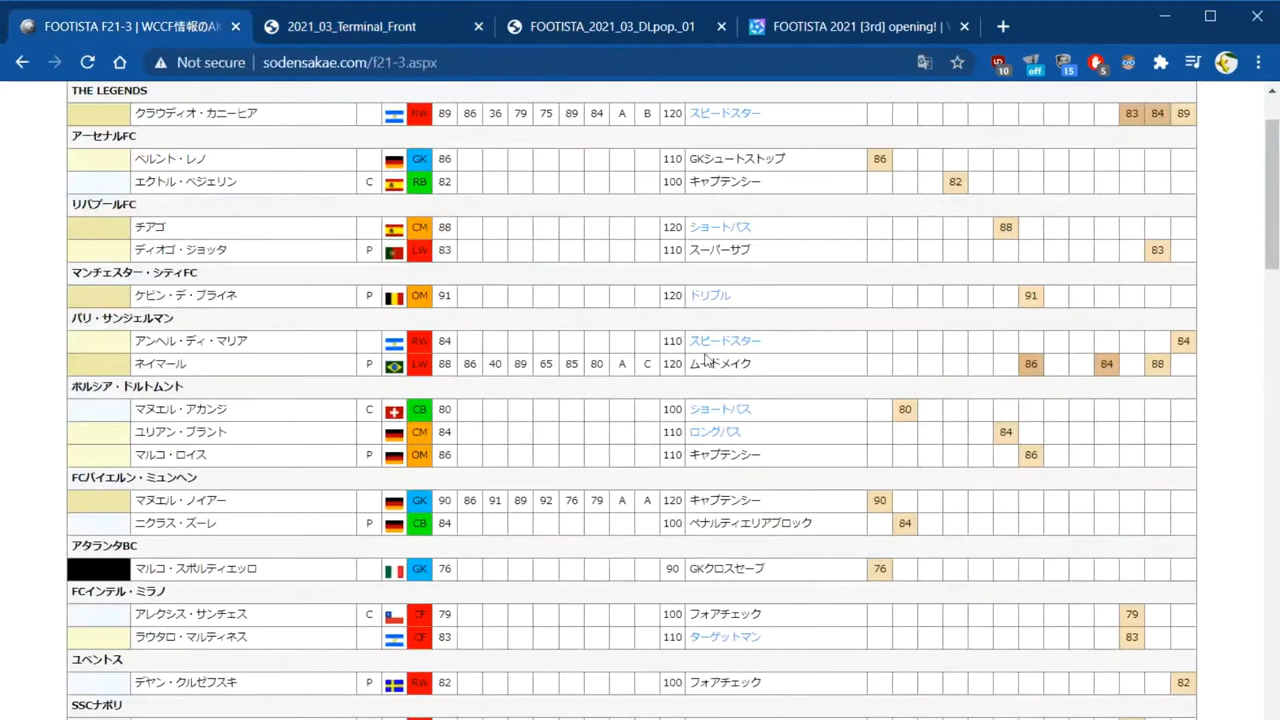 FOOTISTA F21-3 | WCCF情報のA
2021_03_Terminal_Front
FOOTISTA_2021_03_DLpop._01
FOOTISTA 2021 [3rd] opening! |
Not secure sodensakae.com/f21-3.aspx 10 off 15 5
THE LEGENDS
クラウディオ・カニーヒア RW 89 86 36 79 75 89 84 A B 120 スピードスター 83 84 89
アーセナルFC
ベルント・レノ GK 86 110 GKシュートストップ 86
エクトル・ベジェリン C RB 82 100 キャプテンシー 82
リバプールFC
チアゴ CM 88 120 ショートパス 88
ディオゴ・ジョッタ P LW 83 110 スーパーサブ 83
マンチェスター・シティFC
ケビン・デ・ブライネ P OM 91 120 ドリブル 91
パリ・サンジェルマン
アンヘル・ディ・マリア RW 84 110 スピードスター 84
ネイマール P LW 88 86 40 89 65 85 80 A C 120 ムードメイク 86 84 88
ボルシア・ドルトムント
マヌエル・アカンジ C CB 80 100 ショートパス 80
ユリアン・ブラント CM 84 110 ロングパス 84
マルコ・ロイス P OM 86 110 キャプテンシー 86
FCバイエルン・ミュンヘン
マヌエル・ノイアー GK 90 86 91 89 92 76 79 A A 120 キャプテンシー 90
ニクラス・ズーレ P CB 84 100 ペナルティエリアブロック 84
アタランタBC
マルコ・スポルティエッロ GK 76 90 GKクロスセーブ 76
FCインテル・ミラノ
アレクシス・サンチェス C CF 79 100 フォアチェック 79
ラウタロ・マルティネス CF 83 110 ターゲットマン 83
ユベントス
デヤン・クルゼフスキ P RW 82 100 フォアチェック 82
SSCナポリ